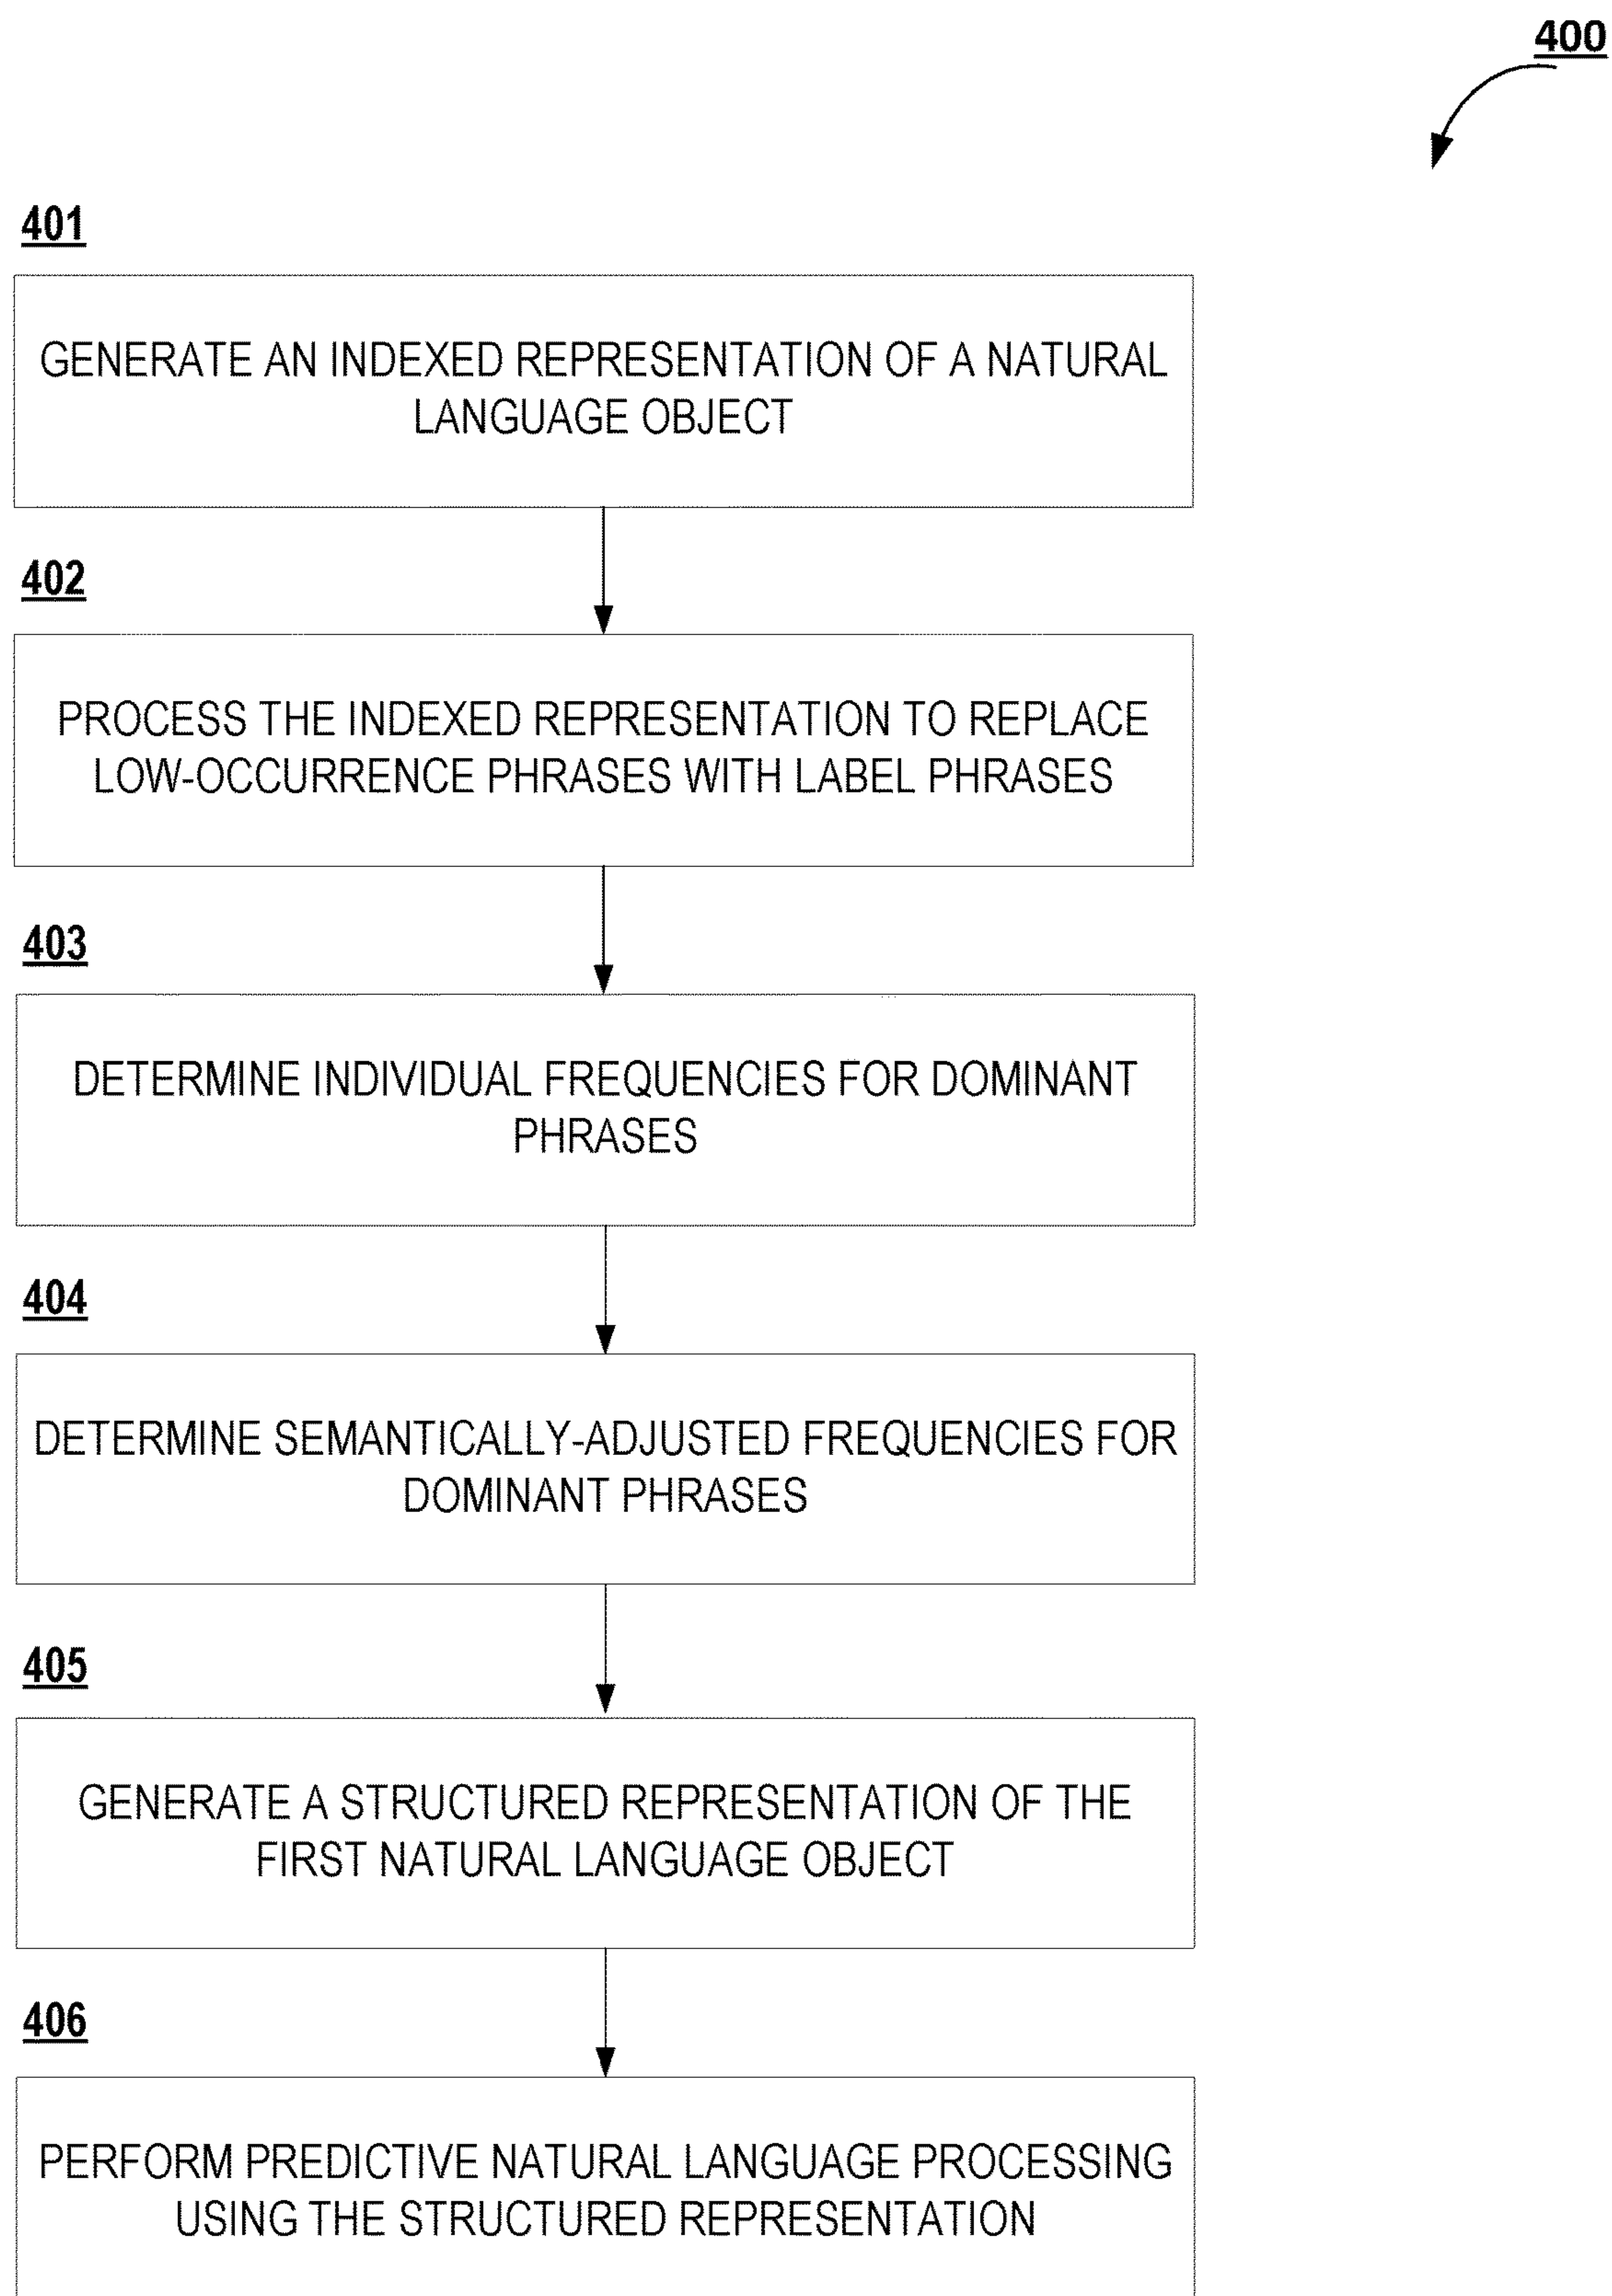 400
401
GENERATE AN INDEXED REPRESENTATION OF A NATURAL
LANGUAGE OBJECT
402
PROCESS THE INDEXED REPRESENTATION TO REPLACE
LOW-OCCURRENCE PHRASES WITH LABEL PHRASES
403
DETERMINE INDIVIDUAL FREQUENCIES FOR DOMINANT
PHRASES
404
DETERMINE SEMANTICALLY-ADJUSTED FREQUENCIES FOR
DOMINANT PHRASES
405
GENERATE A STRUCTURED REPRESENTATION OF THE
FIRST NATURAL LANGUAGE OBJECT
406
PERFORM PREDICTIVE NATURAL LANGUAGE PROCESSING
USING THE STRUCTURED REPRESENTATION